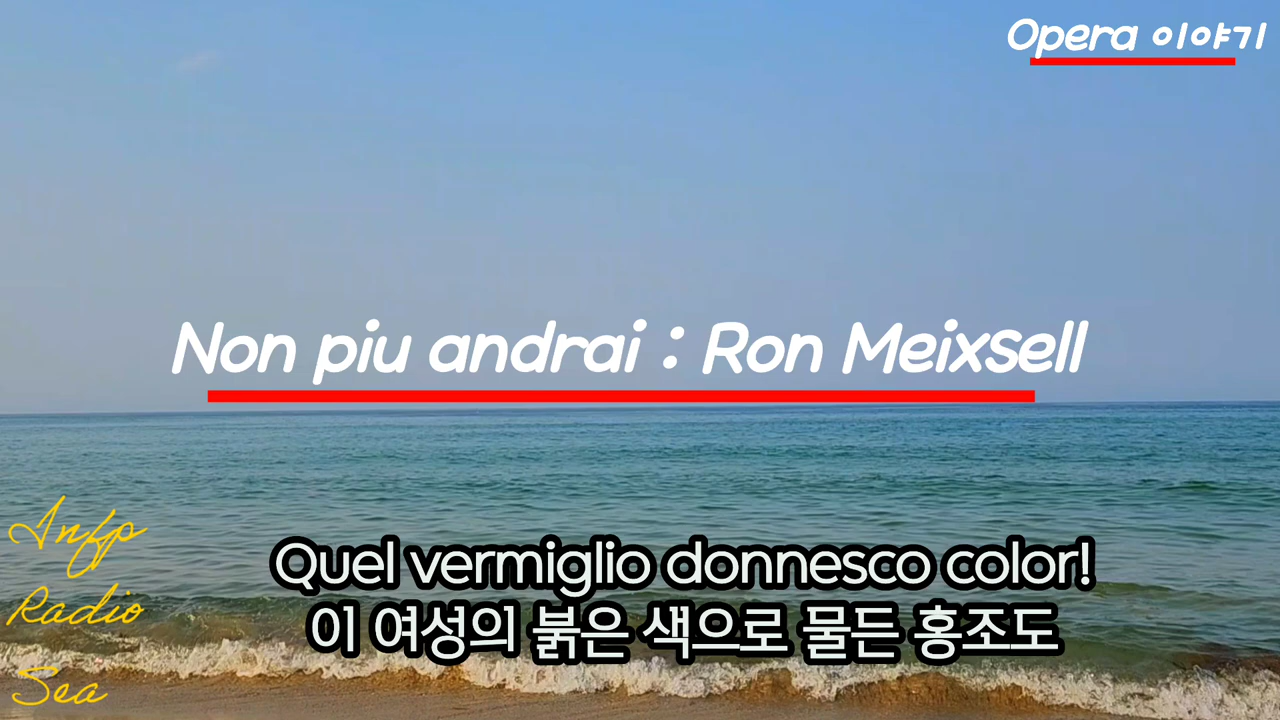 Opera 이야기
Non piu andrai : Ron Meixsell
Infp
Radio
Sea
Quel vermiglio donnesco color!
이 여성의 붉은 색으로 물든 홍조도